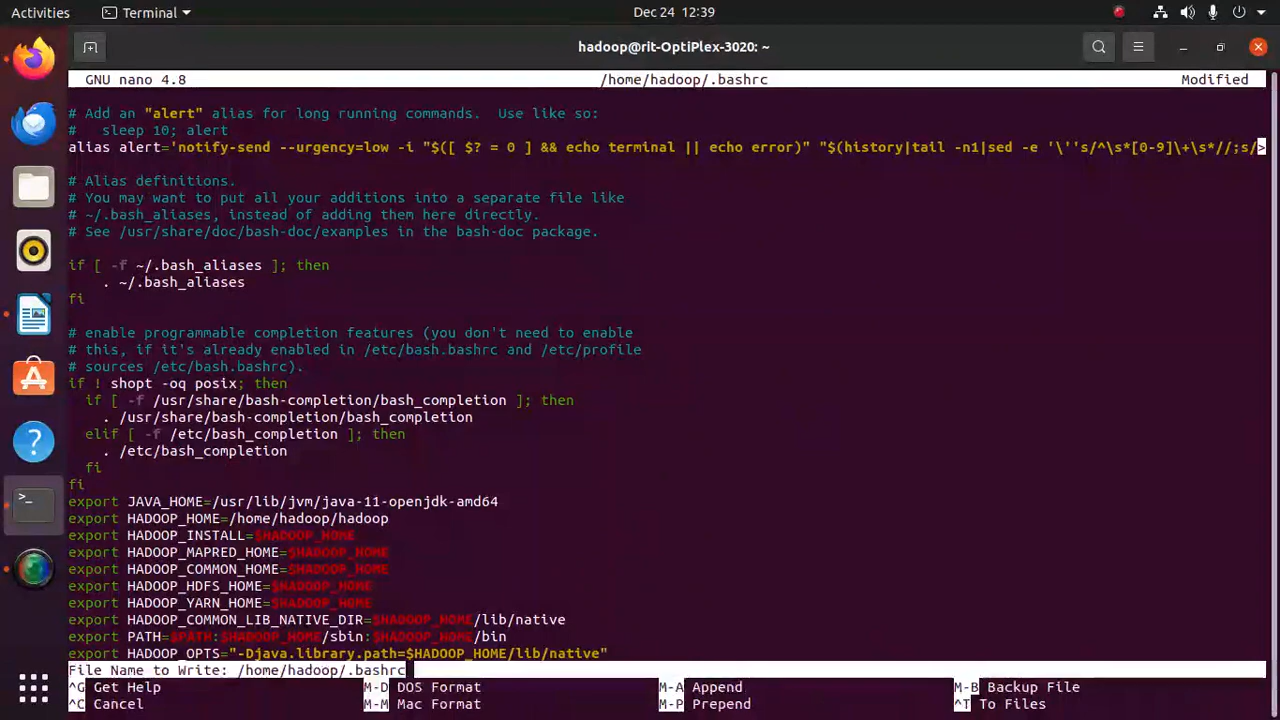 Activities Terminal Dec 24 12:39
hadoop@rit-OptiPlex-3020: ~
GNU nano 4.8 /home/hadoop/.bashrc Modified
# Add an "alert" alias for long running commands.  Use like so:
#   sleep 10; alert
alias alert='notify-send --urgency=low -i "$([ $? = 0 ] && echo terminal || echo error)" "$(history|tail -n1|sed -e '\''s/^\s*[0-9]\+\s*//;s/>
# Alias definitions.
# You may want to put all your additions into a separate file like
# ~/.bash_aliases, instead of adding them here directly.
# See /usr/share/doc/bash-doc/examples in the bash-doc package.
if [ -f ~/.bash_aliases ]; then
    . ~/.bash_aliases
fi
# enable programmable completion features (you don't need to enable
# this, if it's already enabled in /etc/bash.bashrc and /etc/profile
# sources /etc/bash.bashrc).
if ! shopt -oq posix; then
  if [ -f /usr/share/bash-completion/bash_completion ]; then
    . /usr/share/bash-completion/bash_completion
  elif [ -f /etc/bash_completion ]; then
    . /etc/bash_completion
  fi
fi
export JAVA_HOME=/usr/lib/jvm/java-11-openjdk-amd64
export HADOOP_HOME=/home/hadoop/hadoop
export HADOOP_INSTALL=$HADOOP_HOME
export HADOOP_MAPRED_HOME=$HADOOP_HOME
export HADOOP_COMMON_HOME=$HADOOP_HOME
export HADOOP_HDFS_HOME=$HADOOP_HOME
export HADOOP_YARN_HOME=$HADOOP_HOME
export HADOOP_COMMON_LIB_NATIVE_DIR=$HADOOP_HOME/lib/native
export PATH=$PATH:$HADOOP_HOME/sbin:$HADOOP_HOME/bin
export HADOOP_OPTS="-Djava.library.path=$HADOOP_HOME/lib/native"
File Name to Write: /home/hadoop/.bashrc
^G Get Help M-D DOS Format M-A Append M-B Backup File
^C Cancel M-M Mac Format M-P Prepend ^T To Files